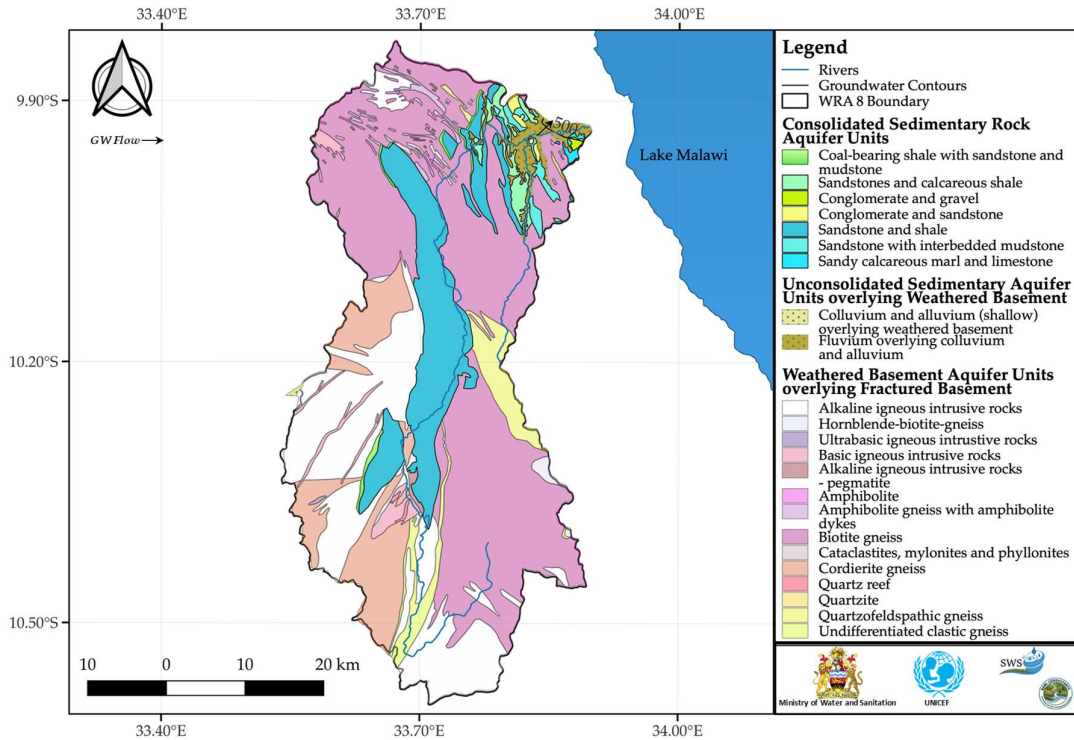 33.40°E 33.70°E 34.00°E
9.90°S
GW Flow
500
Lake Malawi
10.20°S
10.50°S
10 0 10 20 km
33.40°E 33.70°E 34.00°E
Legend
Rivers
Groundwater Contours
WRA 8 Boundary
Consolidated Sedimentary Rock
Aquifer Units
Coal-bearing shale with sandstone and
mudstone
Sandstones and calcareous shale
Conglomerate and gravel
Conglomerate and sandstone
Sandstone and shale
Sandstone with interbedded mudstone
Sandy calcareous marl and limestone
Unconsolidated Sedimentary Aquifer
Units overlying Weathered Basement
Colluvium and alluvium (shallow)
overlying weathered basement
Fluvium overlying colluvium
and alluvium
Weathered Basement Aquifer Units
overlying Fractured Basement
Alkaline igneous intrusive rocks
Hornblende-biotite-gneiss
Ultrabasic igneous intrustive rocks
Basic igneous intrusive rocks
Alkaline igneous intrusive rocks
- pegmatite
Amphibolite
Amphibolite gneiss with amphibolite
dykes
Biotite gneiss
Cataclastites, mylonites and phyllonites
Cordierite gneiss
Quartz reef
Quartzite
Quartzofeldspathic gneiss
Undifferentiated clastic gneiss
Ministry of Water and Sanitation
UNICEF
SWS